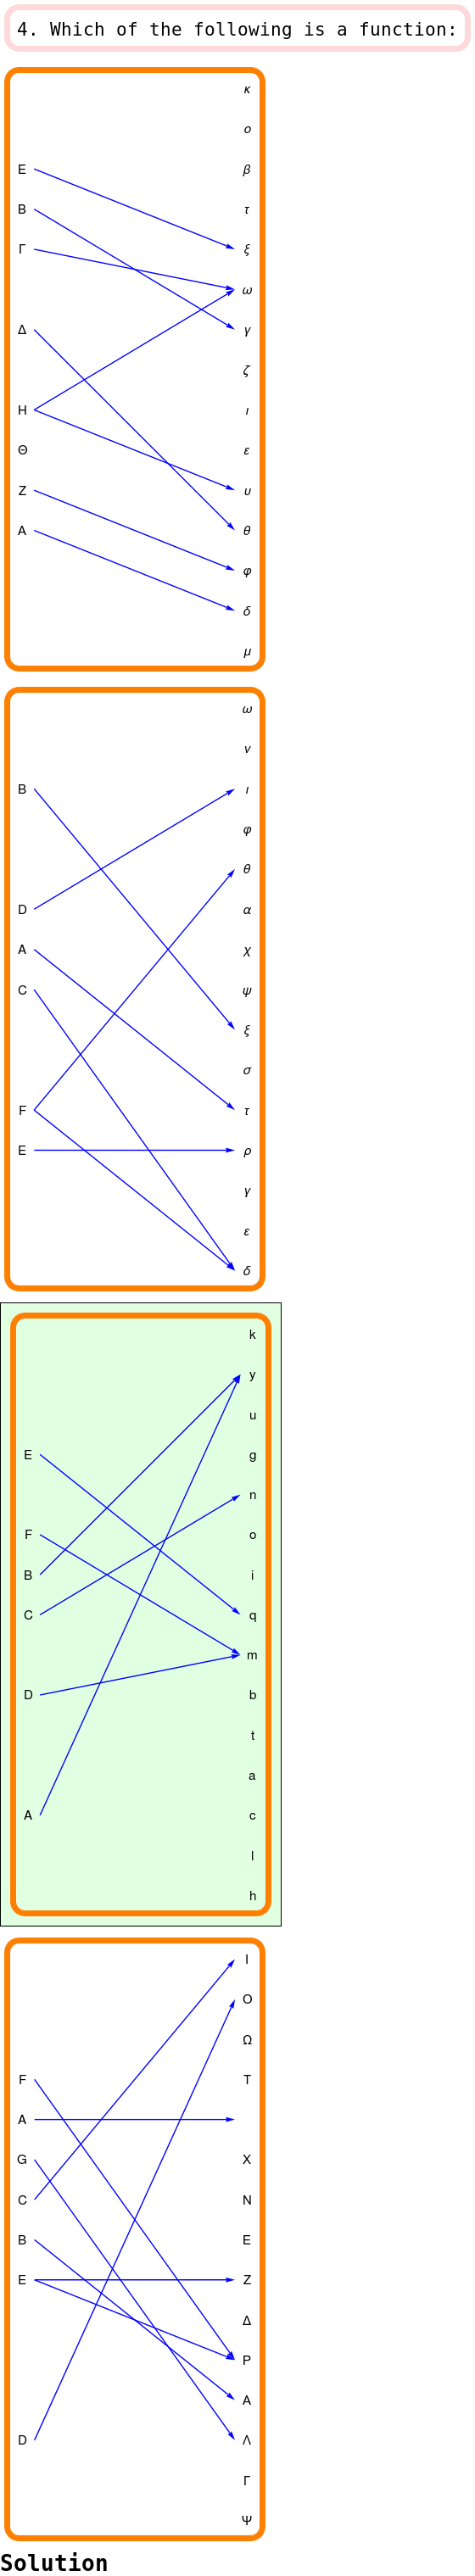 4. Which of the following is a function:
κ
ο
Ε β
Β τ
Γ ξ
ω
Δ γ
ζ
Η ι
Θ ε
Ζ υ
Α θ
φ
δ
μ
ω
ν
B ι
φ
θ
D α
A χ
C ψ
ξ
σ
F τ
E ρ
γ
ε
δ
k
y
u
E g
n
F o
B i
C q
m
D b
t
a
A c
l
h
Ι
Ο
Ω
F Τ
A
G Χ
C Ν
B Ε
E Ζ
Δ
Ρ
Α
D Λ
Γ
Ψ
Solution